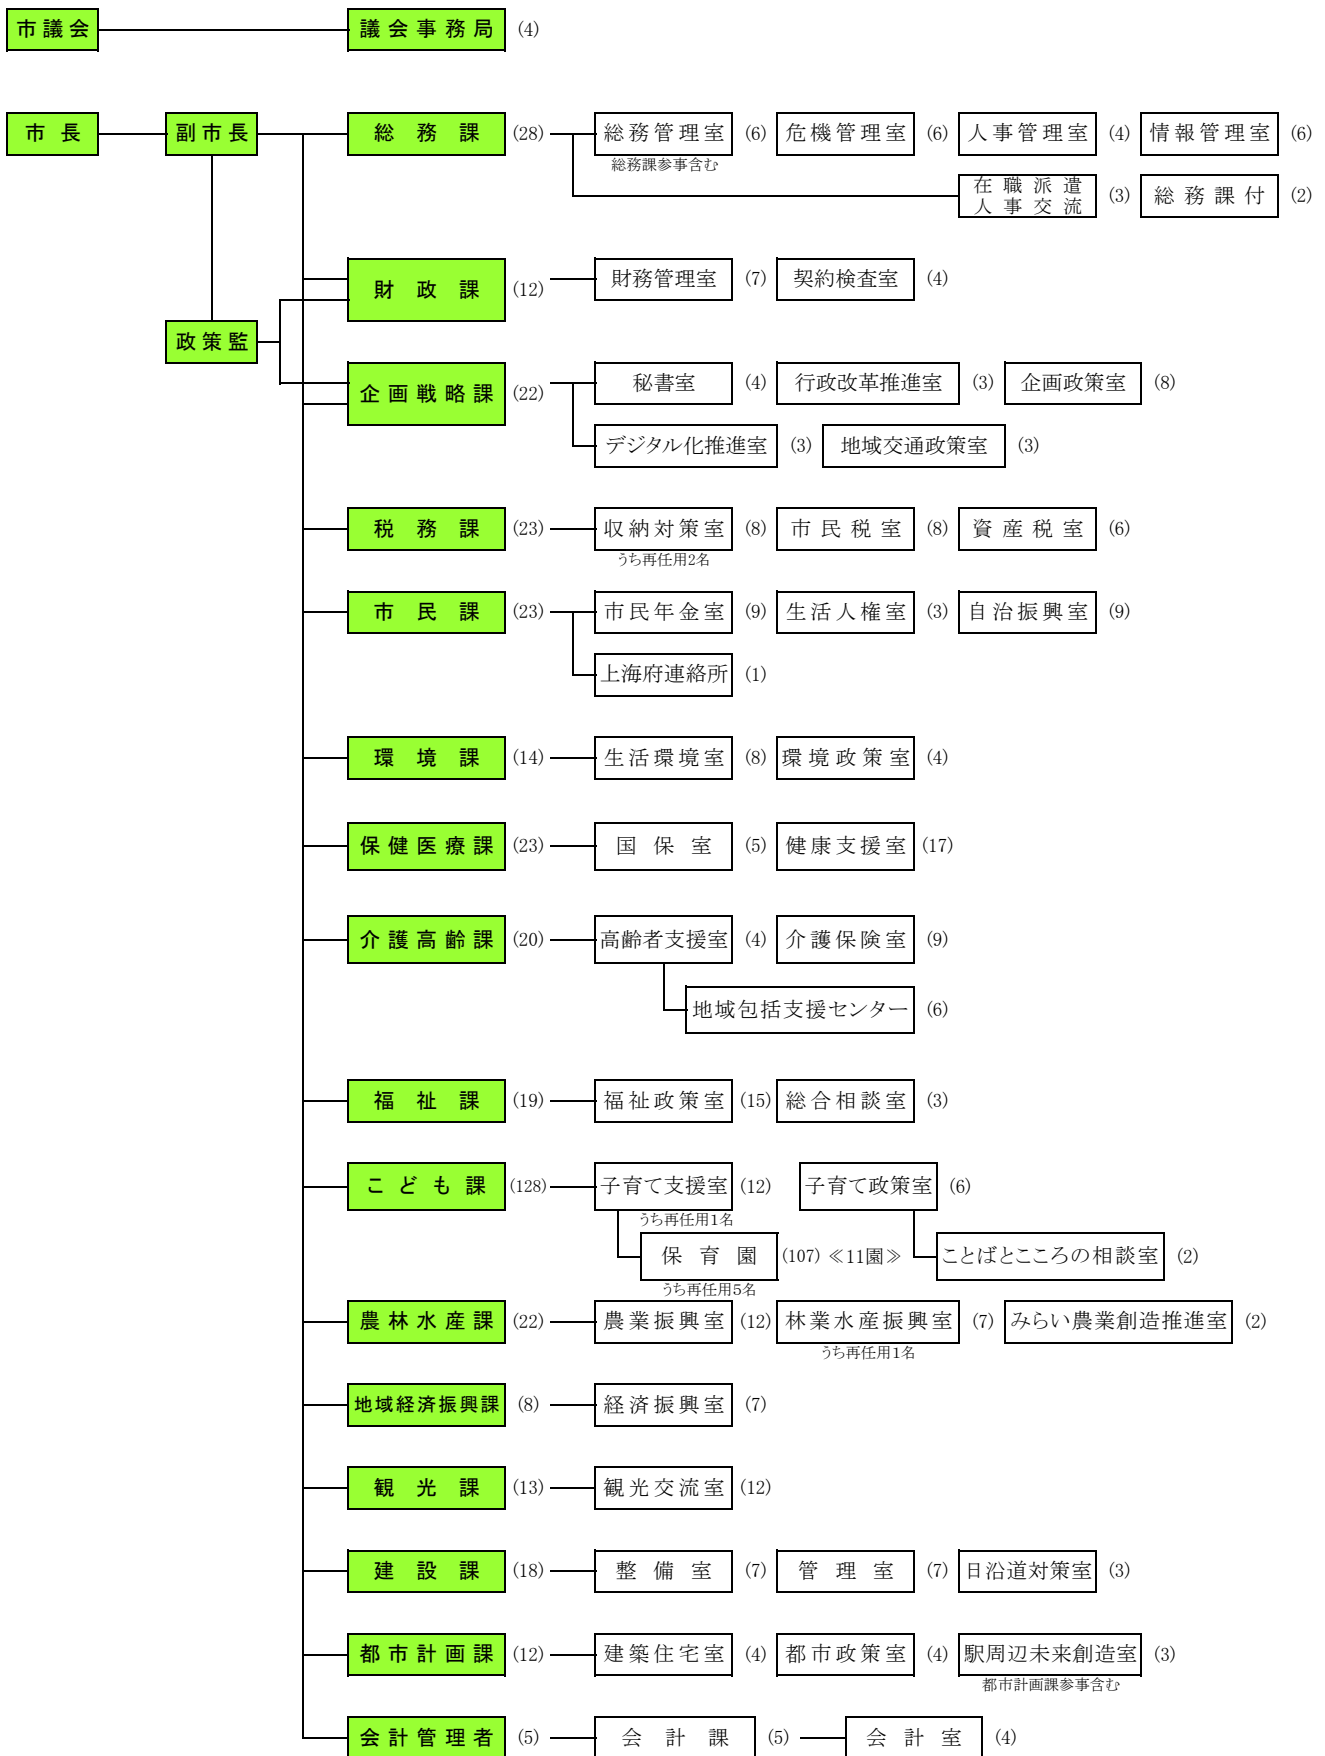 市議会 議会事務局 (4)
市長 副市長 総務課 (28) 総務管理室 (6) 危機管理室 (6) 人事管理室 (4) 情報管理室 (6)
総務課参事含む
在職派遣
人事交流 (3) 総務課付 (2)
財政課 (12) 財務管理室 (7) 契約検査室 (4)
政策監
企画戦略課 (22) 秘書室 (4) 行政改革推進室 (3) 企画政策室 (8)
デジタル化推進室 (3) 地域交通政策室 (3)
税務課 (23) 収納対策室 (8) 市民税室 (8) 資産税室 (6)
うち再任用2名
市民課 (23) 市民年金室 (9) 生活人権室 (3) 自治振興室 (9)
上海府連絡所 (1)
環境課 (14) 生活環境室 (8) 環境政策室 (4)
保健医療課 (23) 国保室 (5) 健康支援室 (17)
介護高齢課 (20) 高齢者支援室 (4) 介護保険室 (9)
地域包括支援センター (6)
福祉課 (19) 福祉政策室 (15) 総合相談室 (3)
こども課 (128) 子育て支援室 (12) 子育て政策室 (6)
うち再任用1名
保育園 (107) ≪11園≫ ことばとこころの相談室 (2)
うち再任用5名
農林水産課 (22) 農業振興室 (12) 林業水産振興室 (7) みらい農業創造推進室 (2)
うち再任用1名
地域経済振興課 (8) 経済振興室 (7)
観光課 (13) 観光交流室 (12)
建設課 (18) 整備室 (7) 管理室 (7) 日沿道対策室 (3)
都市計画課 (12) 建築住宅室 (4) 都市政策室 (4) 駅周辺未来創造室 (3)
都市計画課参事含む
会計管理者 (5) 会計課 (5) 会計室 (4)